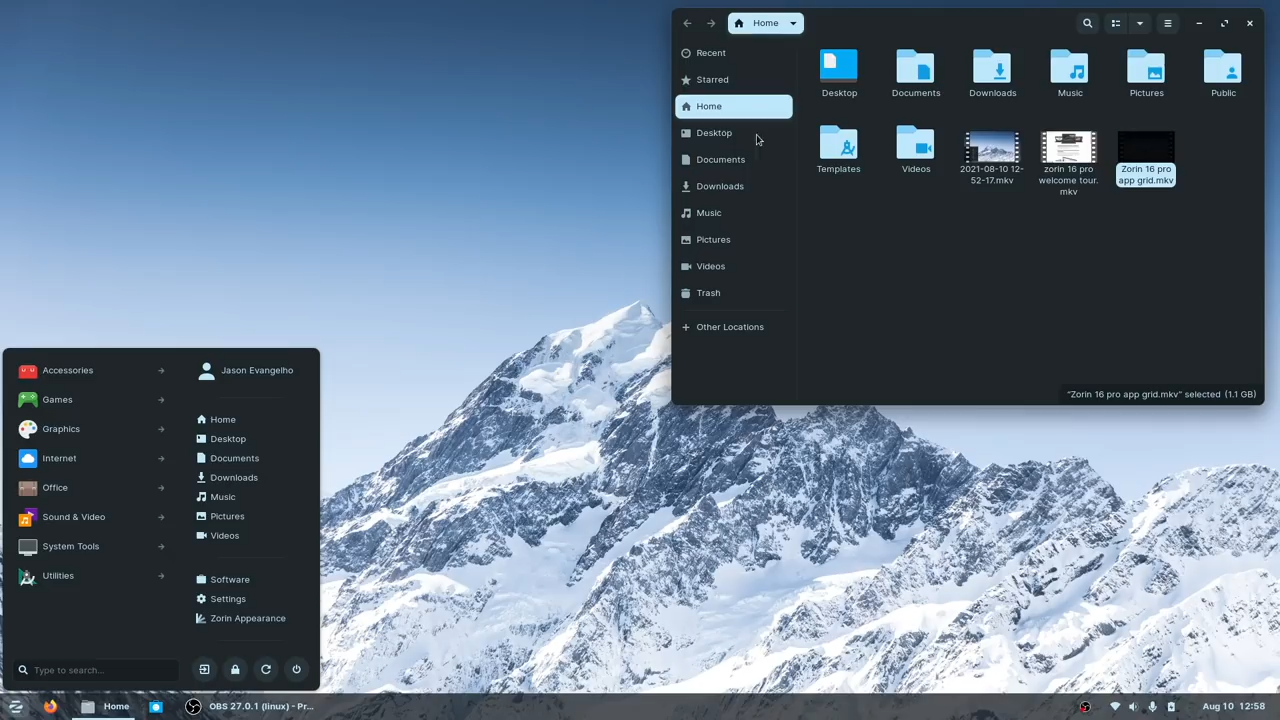 Home
Recent
Starred
Home
Desktop
Documents
Downloads
Music
Pictures
Videos
Trash
Other Locations
Desktop
Documents
Downloads
Music
Pictures
Public
Templates
Videos
2021-08-10 12-
52-17.mkv
zorin 16 pro
welcome tour.
mkv
Zorin 16 pro
app grid.mkv
"Zorin 16 pro app grid.mkv" selected (1.1 GB)
Accessories
Games
Graphics
Internet
Office
Sound & Video
System Tools
Utilities
Type to search...
Jason Evangelho
Home
Desktop
Documents
Downloads
Music
Pictures
Videos
Software
Settings
Zorin Appearance
Home
OBS 27.0.1 (linux) - Pr...
Aug 10 12:58